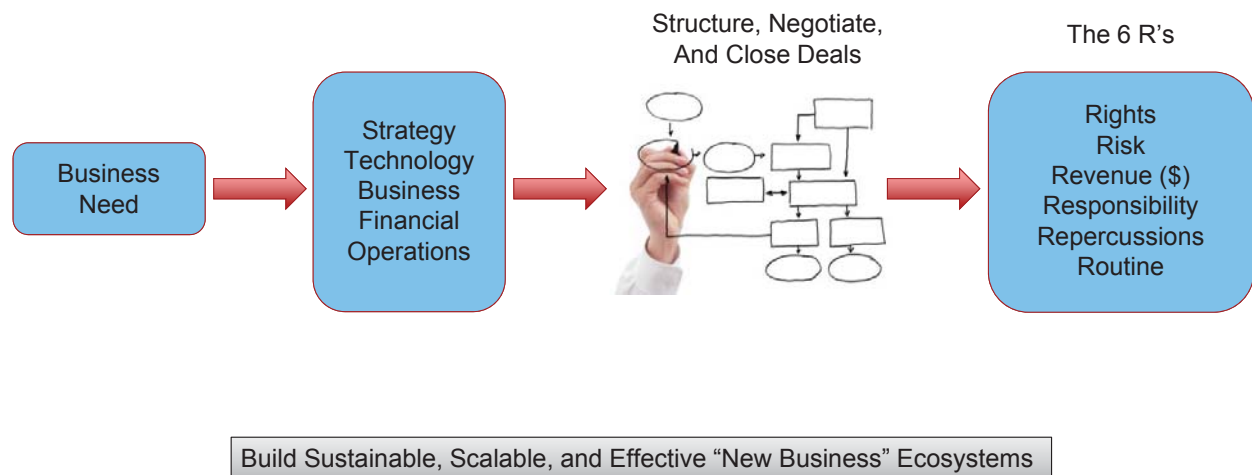 Business
Need
Strategy
Technology
Business
Financial
Operations
Structure, Negotiate,
And Close Deals
The 6 R's
Rights
Risk
Revenue ($)
Responsibility
Repercussions
Routine
Build Sustainable, Scalable, and Effective “New Business” Ecosystems